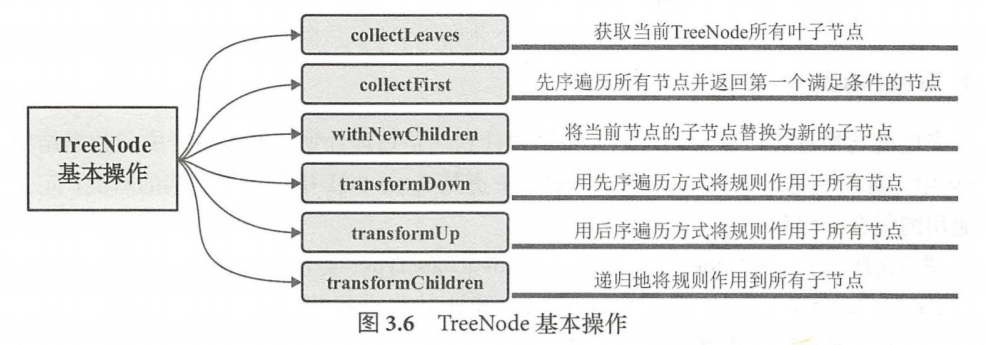 TreeNode
基本操作
collectLeaves 获取当前TreeNode所有叶子节点
collectFirst 先序遍历所有节点并返回第一个满足条件的节点
withNewChildren 将当前节点的子节点替换为新的子节点
transformDown 用先序遍历方式将规则作用于所有节点
transformUp 用后序遍历方式将规则作用于所有节点
transformChildren 递归地将规则作用到所有子节点
图 3.6 TreeNode 基本操作